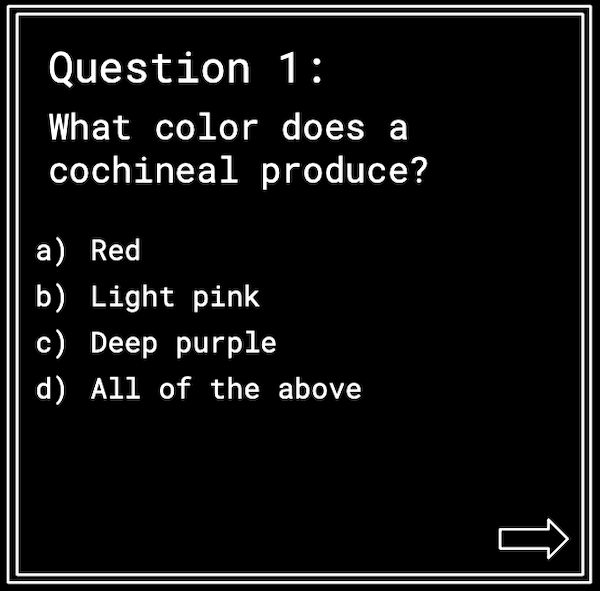 Question 1:
What color does a
cochineal produce?
a) Red
b) Light pink
c) Deep purple
d) All of the above